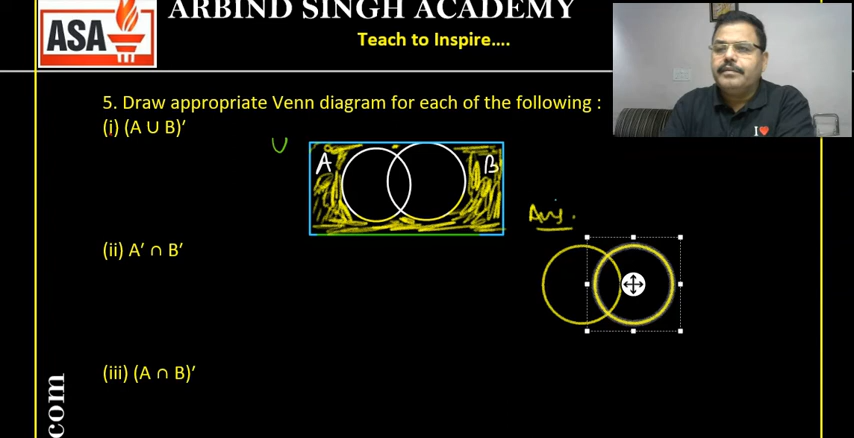 ARBIND SINGH ACADEMY
ASA
Teach to Inspire....
I ❤
5. Draw appropriate Venn diagram for each of the following :
(i) (A ∪ B)′
U
A
B
Ans.
(ii) A′ ∩ B′
(iii) (A ∩ B)′
com